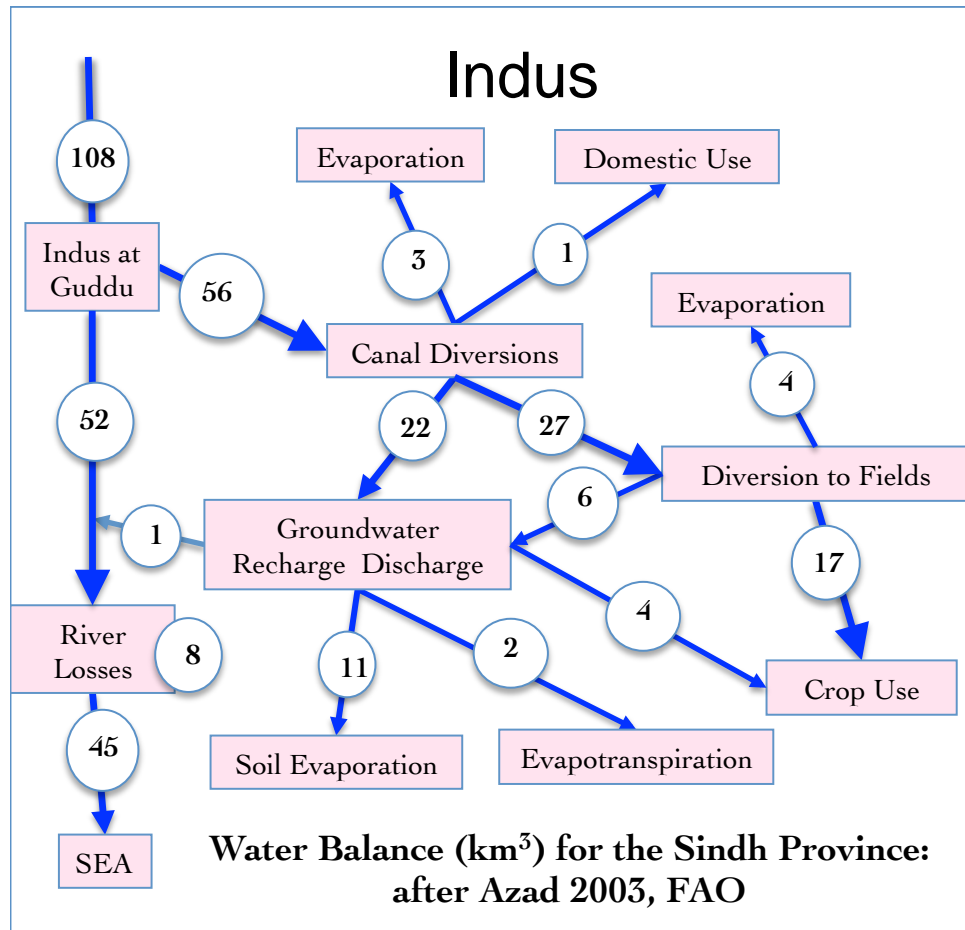 Indus
108
Evaporation
Domestic Use
Indus at
Guddu
3
1
56
Evaporation
Canal Diversions
4
52
22
27
Diversion to Fields
6
1
Groundwater
Recharge Discharge
17
4
River
Losses
8
11
2
Crop Use
45
Soil Evaporation
Evapotranspiration
SEA
Water Balance (km³) for the Sindh Province:
after Azad 2003, FAO